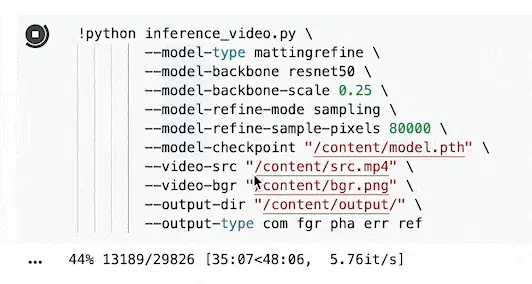 !python inference_video.py \
--model-type mattingrefine \
--model-backbone resnet50 \
--model-backbone-scale 0.25 \
--model-refine-mode sampling \
--model-refine-sample-pixels 80000 \
--model-checkpoint "/content/model.pth" \
--video-src "/content/src.mp4" \
--video-bgr "/content/bgr.png" \
--output-dir "/content/output/" \
--output-type com fgr pha err ref
... 44% 13189/29826 [35:07<48:06, 5.76it/s]